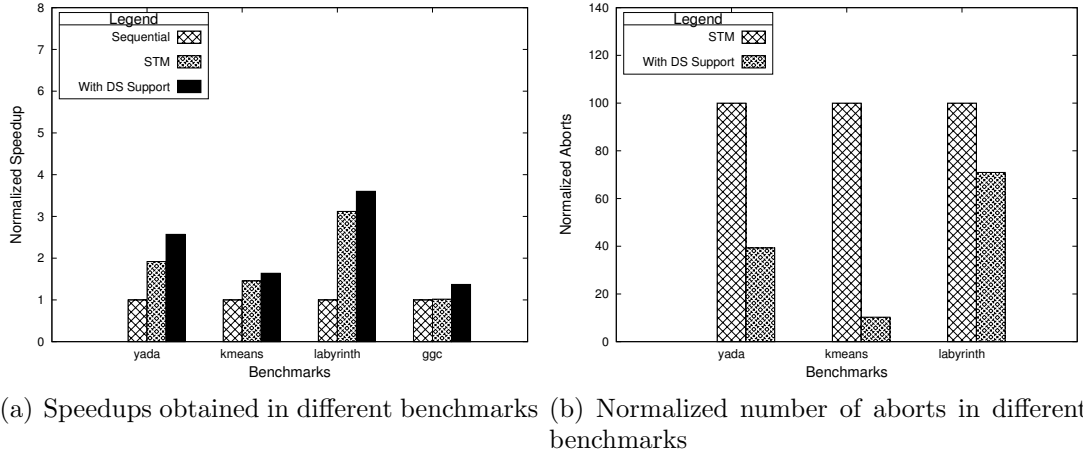 Legend
Sequential
STM
With DS Support
Normalized Speedup
8
7
6
5
4
3
2
1
0
yada kmeans labyrinth ggc
Benchmarks
(a) Speedups obtained in different benchmarks
Legend
STM
With DS Support
Normalized Aborts
140
120
100
80
60
40
20
0
yada kmeans labyrinth
Benchmarks
(b) Normalized number of aborts in different
benchmarks